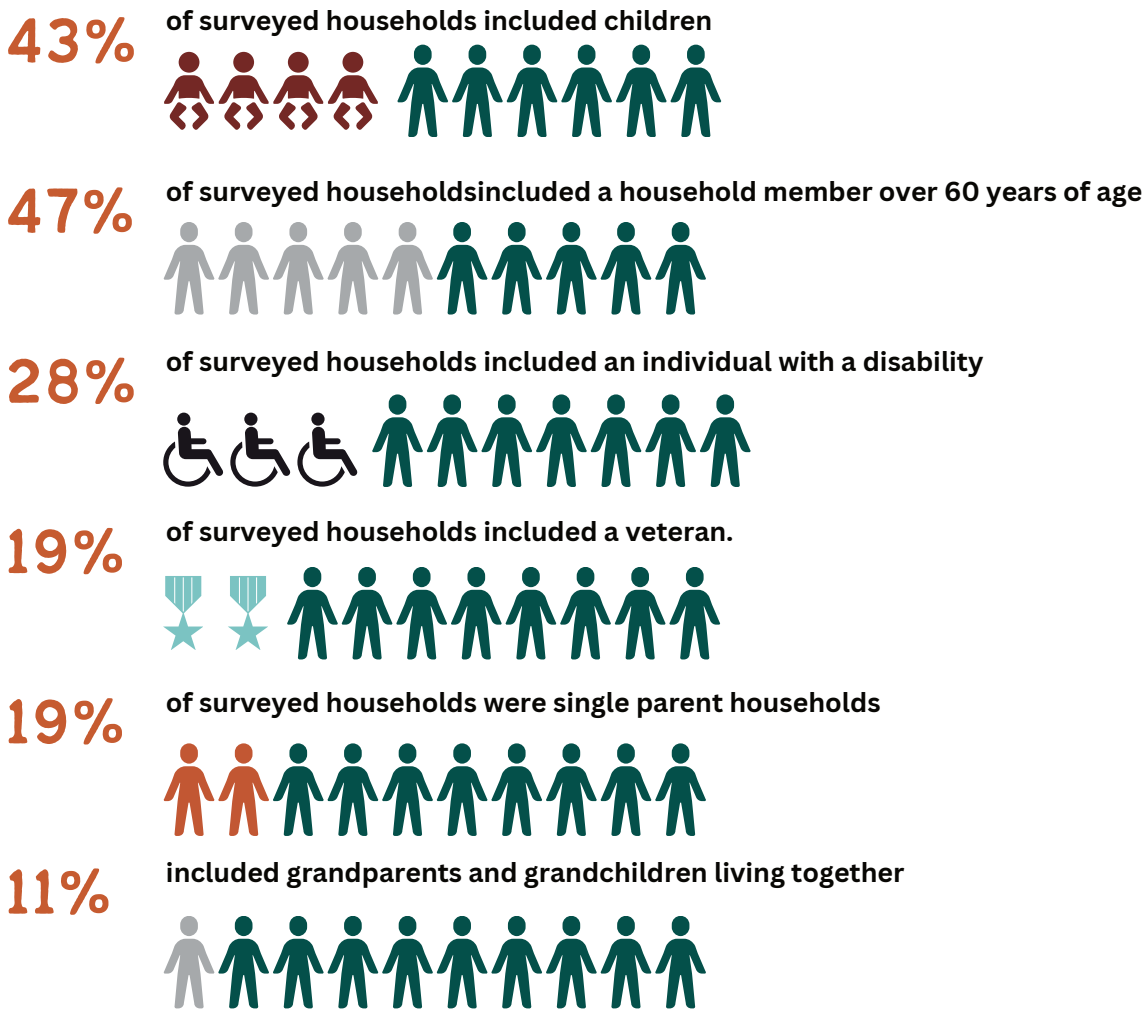 43% of surveyed households included children
47% of surveyed householdsincluded a household member over 60 years of age
28% of surveyed households included an individual with a disability
19% of surveyed households included a veteran.
19% of surveyed households were single parent households
11% included grandparents and grandchildren living together